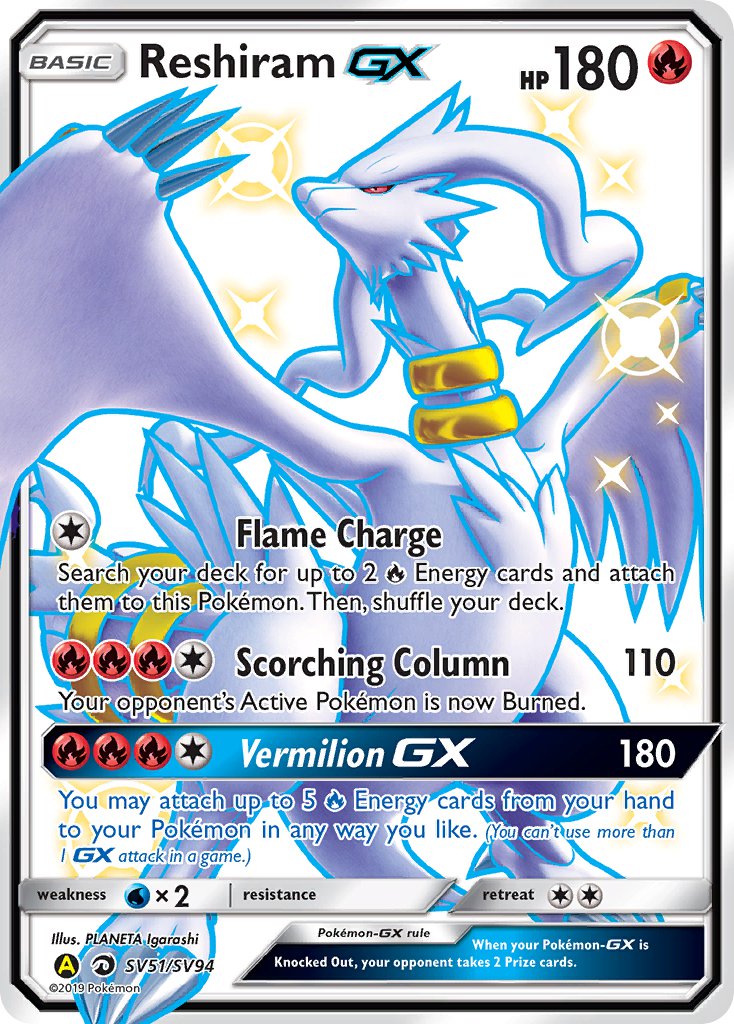 BASIC Reshiram GX HP 180
Flame Charge
Search your deck for up to 2 Energy cards and attach
them to this Pokémon. Then, shuffle your deck.
Scorching Column 110
Your opponent's Active Pokémon is now Burned.
Vermilion GX 180
You may attach up to 5 Energy cards from your hand
to your Pokémon in any way you like. (You can't use more than
1 GX attack in a game.)
weakness ×2 resistance retreat
Illus. PLANETA Igarashi
A SV51/SV94
©2019 Pokémon
Pokémon-GX rule
When your Pokémon-GX is
Knocked Out, your opponent takes 2 Prize cards.